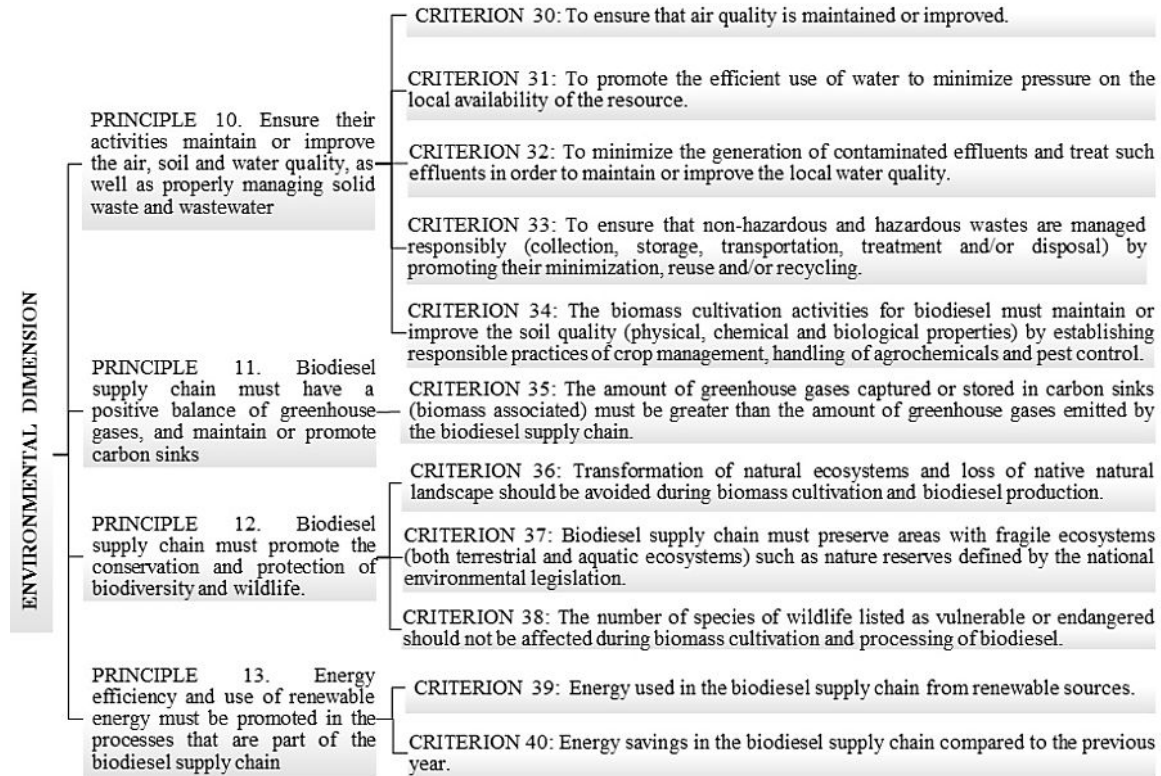 ENVIRONMENTAL DIMENSION
PRINCIPLE 10. Ensure their
activities maintain or improve
the air, soil and water quality, as
well as properly managing solid
waste and wastewater
CRITERION 30: To ensure that air quality is maintained or improved.
CRITERION 31: To promote the efficient use of water to minimize pressure on the
local availability of the resource.
CRITERION 32: To minimize the generation of contaminated effluents and treat such
effluents in order to maintain or improve the local water quality.
CRITERION 33: To ensure that non-hazardous and hazardous wastes are managed
responsibly (collection, storage, transportation, treatment and/or disposal) by
promoting their minimization, reuse and/or recycling.
CRITERION 34: The biomass cultivation activities for biodiesel must maintain or
improve the soil quality (physical, chemical and biological properties) by establishing
responsible practices of crop management, handling of agrochemicals and pest control.
PRINCIPLE 11. Biodiesel
supply chain must have a
positive balance of greenhouse
gases, and maintain or promote
carbon sinks
CRITERION 35: The amount of greenhouse gases captured or stored in carbon sinks
(biomass associated) must be greater than the amount of greenhouse gases emitted by
the biodiesel supply chain.
PRINCIPLE 12. Biodiesel
supply chain must promote the
conservation and protection of
biodiversity and wildlife.
CRITERION 36: Transformation of natural ecosystems and loss of native natural
landscape should be avoided during biomass cultivation and biodiesel production.
CRITERION 37: Biodiesel supply chain must preserve areas with fragile ecosystems
(both terrestrial and aquatic ecosystems) such as nature reserves defined by the national
environmental legislation.
CRITERION 38: The number of species of wildlife listed as vulnerable or endangered
should not be affected during biomass cultivation and processing of biodiesel.
PRINCIPLE 13. Energy
efficiency and use of renewable
energy must be promoted in the
processes that are part of the
biodiesel supply chain
CRITERION 39: Energy used in the biodiesel supply chain from renewable sources.
CRITERION 40: Energy savings in the biodiesel supply chain compared to the previous
year.